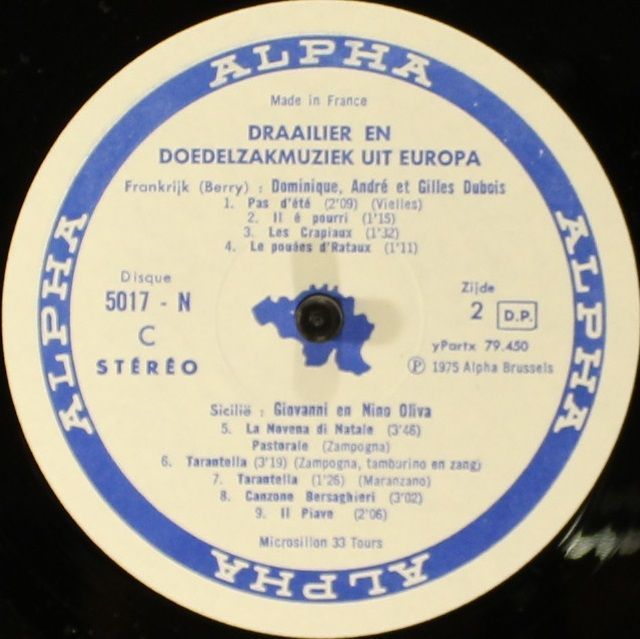 ALPHA
Made in France
DRAAILIER EN
DOEDELZAKMUZIEK UIT EUROPA
Frankrijk (Berry) : Dominique, André et Gilles Dubois
1. Pas d'été (2'09) (Vielles)
2. Il é pourri (1'15)
3. Les Crapiaux (1'32)
4. Le pouées d'Rataux (1'11)
ALPHA
ALPHA
Disque
5017 - N
C
STÉRÉO
Zijde
2 D.P.
yPartx 79.450
Ⓟ 1975 Alpha Brussels
Sicilië : Giovanni en Nino Oliva
5. La Novena di Natale (3'46)
Pastorale (Zampogna)
6. Tarantella (3'19) (Zampogna, tamburino en zang)
7. Tarantella (1'26) (Maranzano)
8. Canzone Bersaghieri (3'02)
9. Il Piave (2'06)
Microsillon 33 Tours
ALPHA